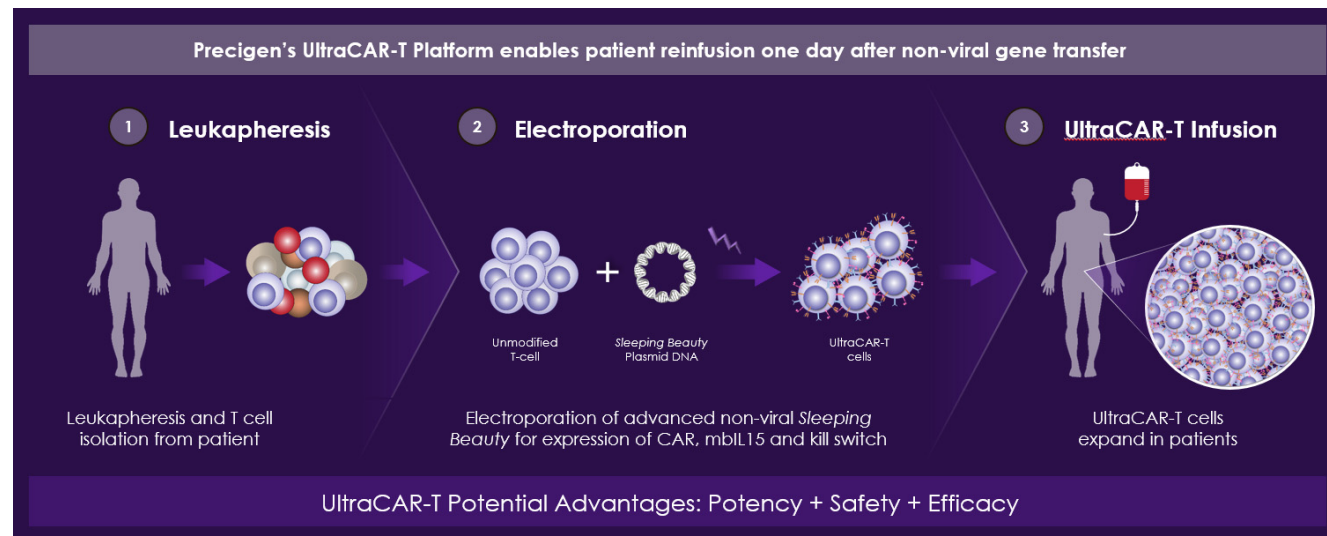 Precigen's UltraCAR-T Platform enables patient reinfusion one day after non-viral gene transfer
1 Leukapheresis
2 Electroporation
3 UltraCAR-T Infusion
Unmodified
T-cell
Sleeping Beauty
Plasmid DNA
UltraCAR-T
cells
Leukapheresis and T cell
isolation from patient
Electroporation of advanced non-viral Sleeping
Beauty for expression of CAR, mbIL15 and kill switch
UltraCAR-T cells
expand in patients
UltraCAR-T Potential Advantages: Potency + Safety + Efficacy